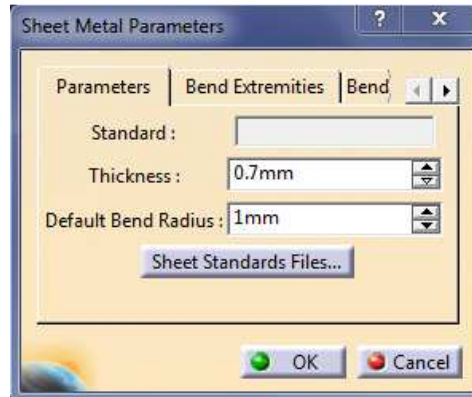 Sheet Metal Parameters ? x
Parameters Bend Extremities Bend
Standard :
Thickness : 0.7mm
Default Bend Radius : 1mm
Sheet Standards Files...
OK Cancel